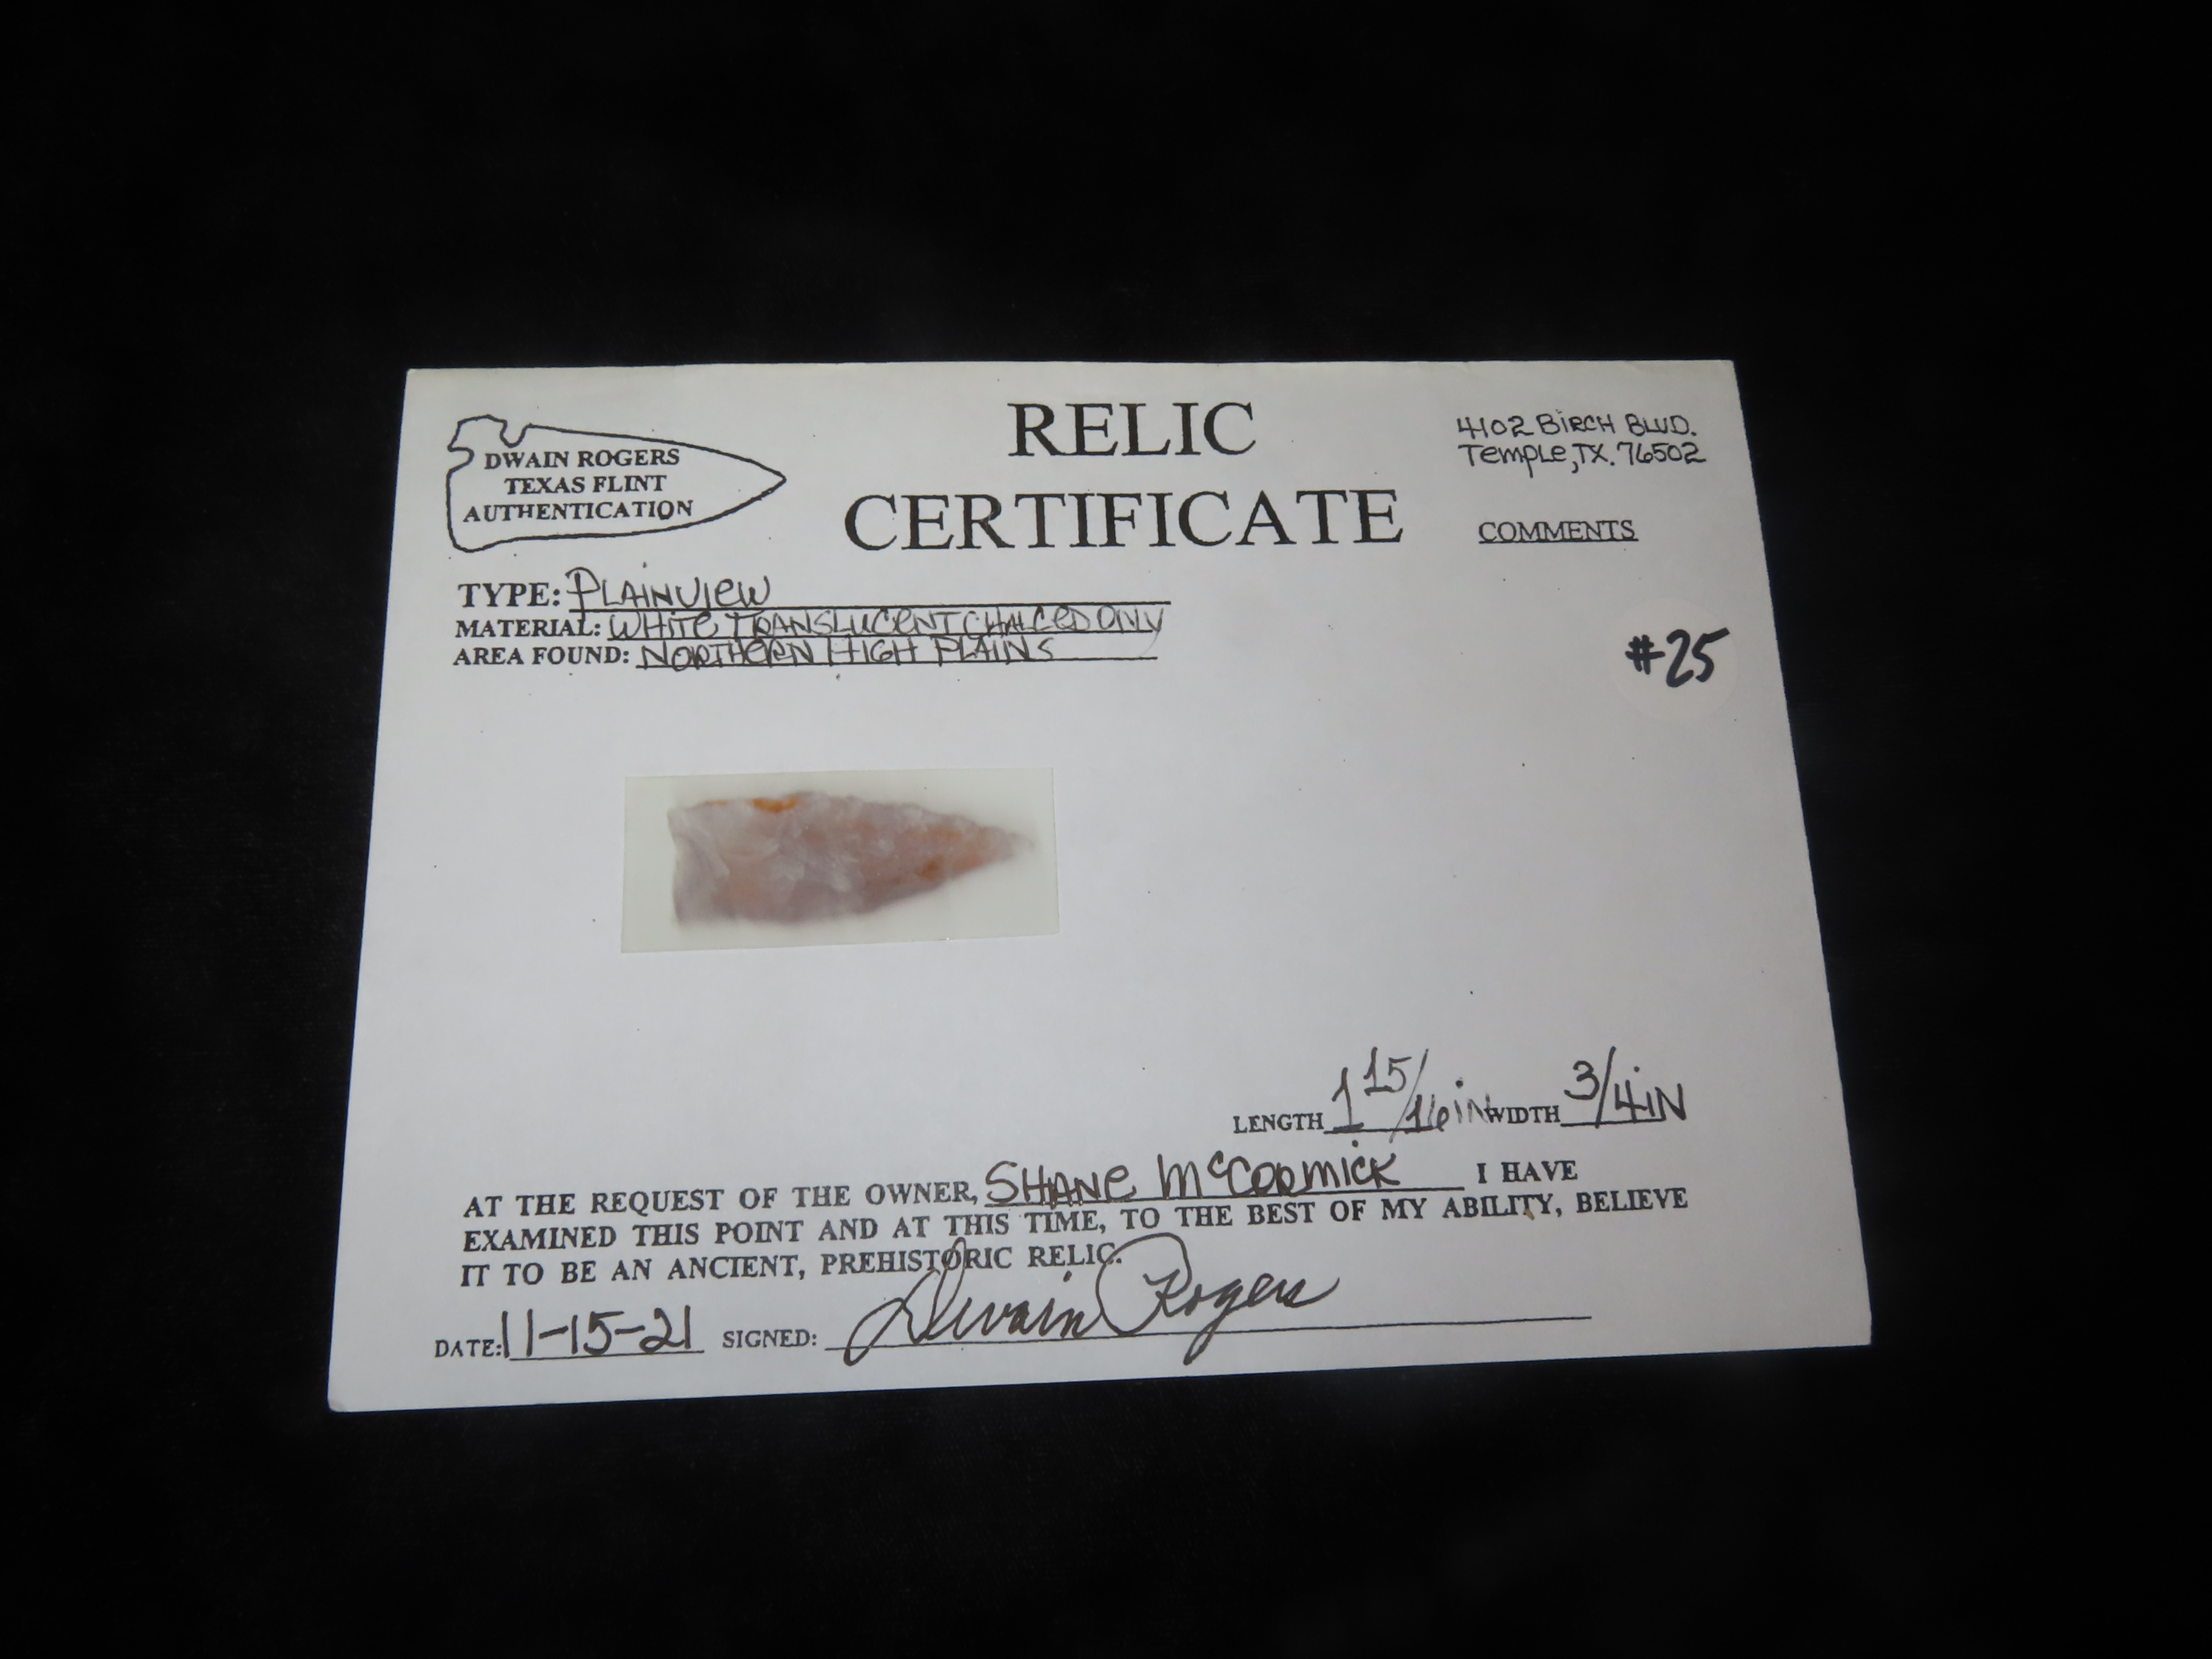 DWAIN ROGERS
TEXAS FLINT
AUTHENTICATION
RELIC
CERTIFICATE
4102 BIRCH BLVD.
Temple, TX. 76502
COMMENTS
TYPE: PLAINVIEW
MATERIAL: WHITE TRANSLUCENT CHALCEDONY
AREA FOUND: NORTHERN HIGH PLAINS
#25
LENGTH 1 15/16 IN WIDTH 3/4 IN
AT THE REQUEST OF THE OWNER, SHANE McCORMICK I HAVE
EXAMINED THIS POINT AND AT THIS TIME, TO THE BEST OF MY ABILITY, BELIEVE
IT TO BE AN ANCIENT, PREHISTORIC RELIC.
DATE: 11-15-21 SIGNED: Dwain Rogers